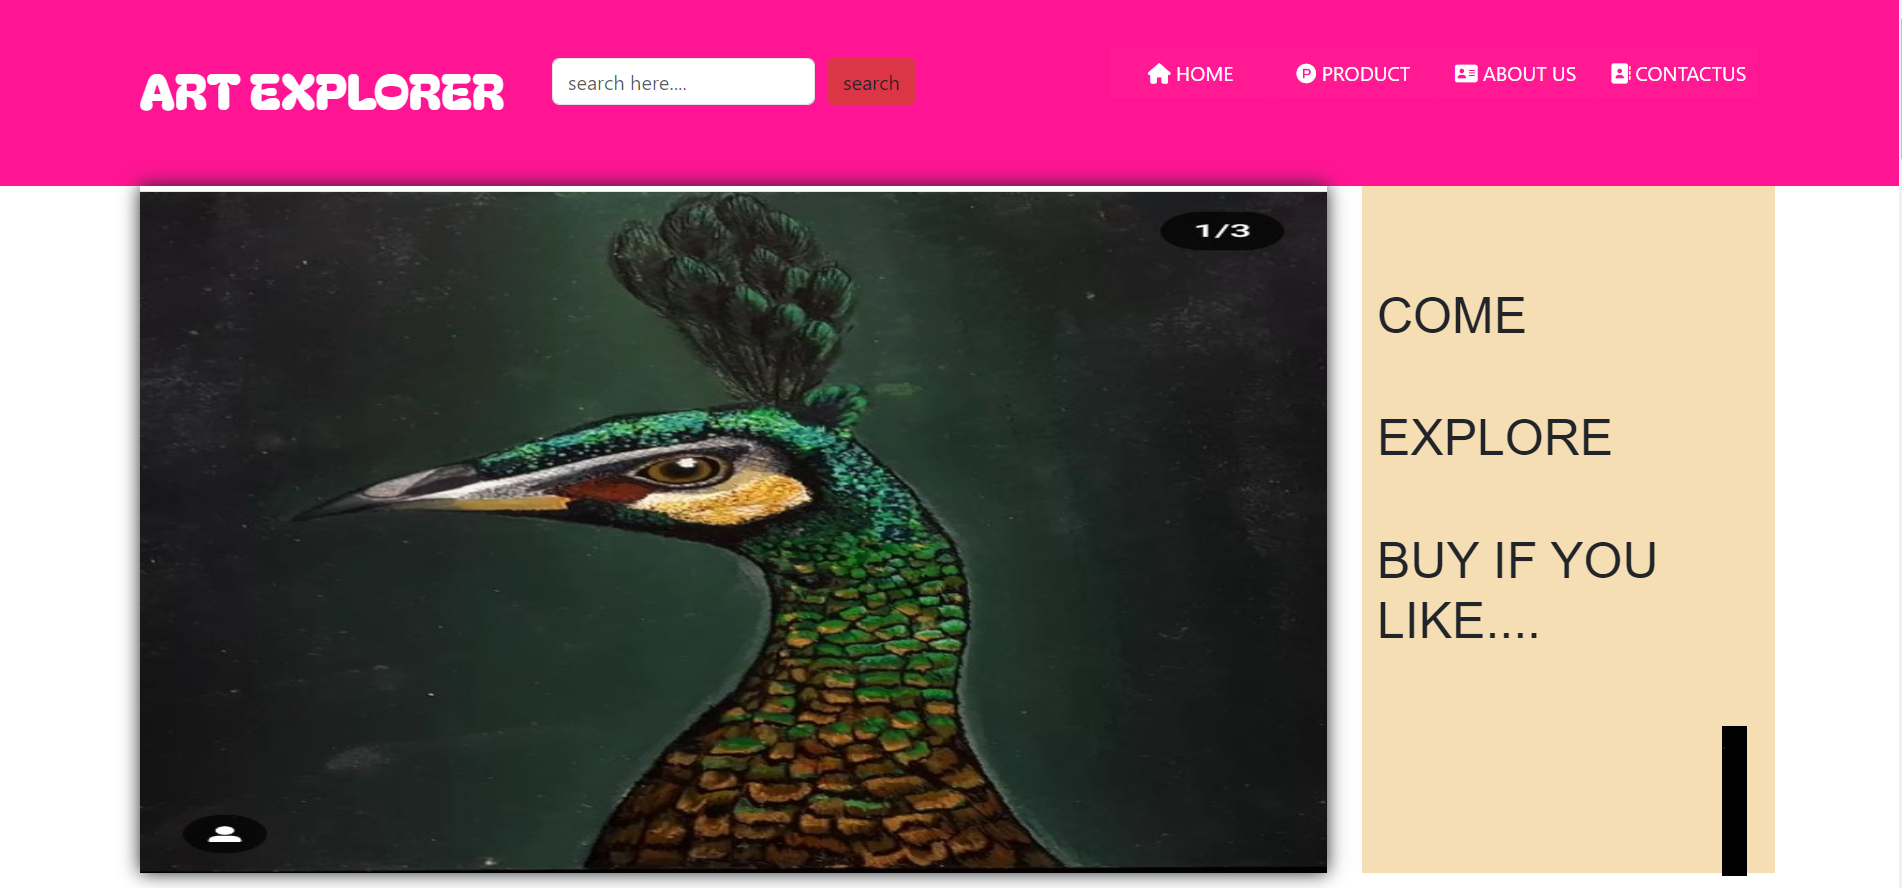 ART EXPLORER
search here....
search
HOME
PRODUCT
ABOUT US
CONTACTUS
1/3
COME
EXPLORE
BUY IF YOU
LIKE....